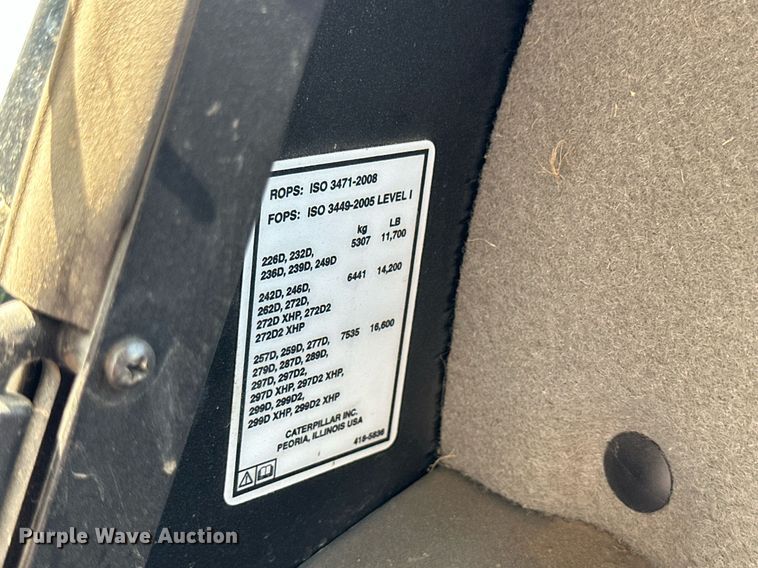 ROPS: ISO 3471-2008
FOPS: ISO 3449-2005 LEVEL I
kg LB
226D, 232D, 5307 11,700
236D, 239D, 249D
242D, 246D, 6441 14,200
262D, 272D,
272D XHP, 272D2
272D2 XHP
257D, 259D, 277D, 7535 16,600
279D, 287D, 289D,
297D, 297D2,
297D XHP, 297D2 XHP,
299D, 299D2,
299D XHP, 299D2 XHP
CATERPILLAR INC.
PEORIA, ILLINOIS USA
418-5836
Purple Wave Auction